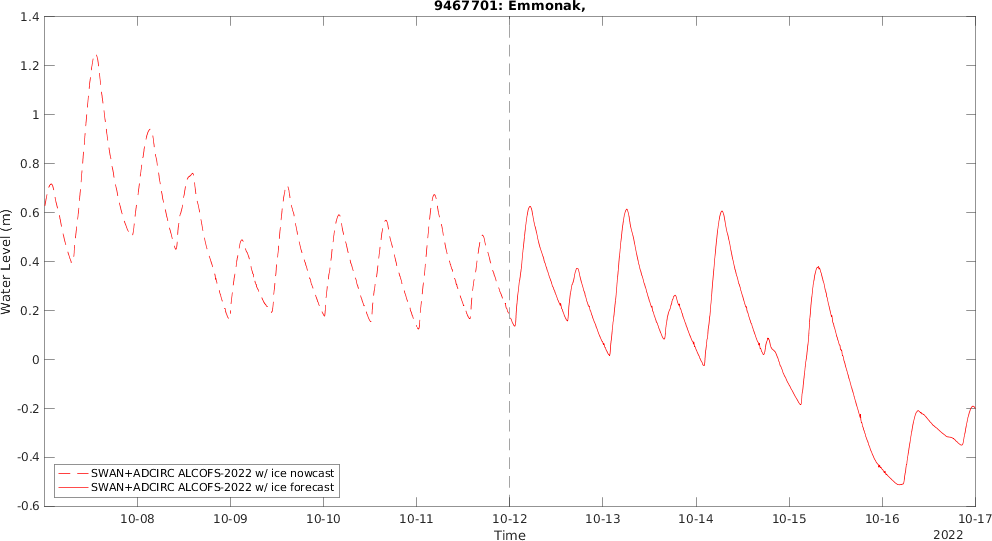 9467701: Emmonak,
1.4
1.2
1
0.8
0.6
0.4
0.2
0
-0.2
-0.4
-0.6
Water Level (m)
SWAN+ADCIRC ALCOFS-2022 w/ ice nowcast
SWAN+ADCIRC ALCOFS-2022 w/ ice forecast
10-08 10-09 10-10 10-11 10-12 10-13 10-14 10-15 10-16 10-17
Time
2022